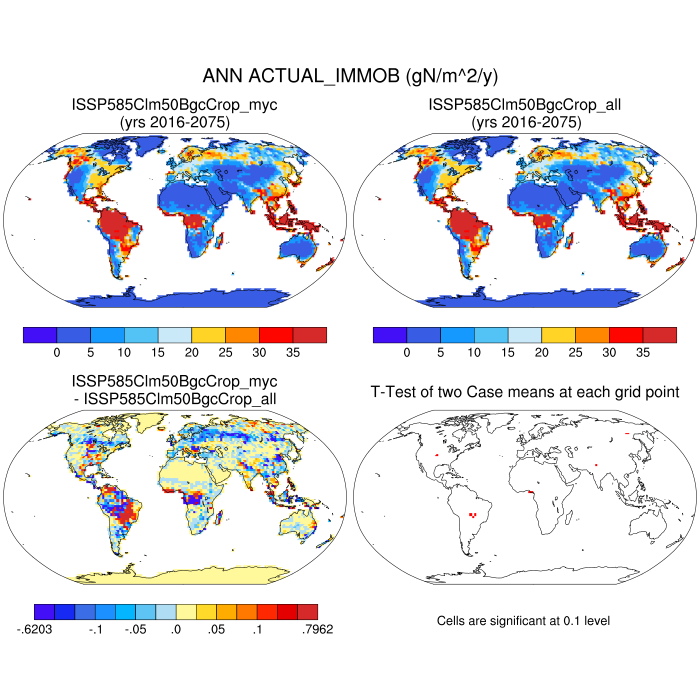 ANN ACTUAL_IMMOB (gN/m^2/y)
ISSP585Clm50BgcCrop_myc
(yrs 2016-2075)
ISSP585Clm50BgcCrop_all
(yrs 2016-2075)
0 5 10 15 20 25 30 35
0 5 10 15 20 25 30 35
ISSP585Clm50BgcCrop_myc
- ISSP585Clm50BgcCrop_all
T-Test of two Case means at each grid point
-.6203 -.1 -.05 .0 .05 .1 .7962
Cells are significant at 0.1 level